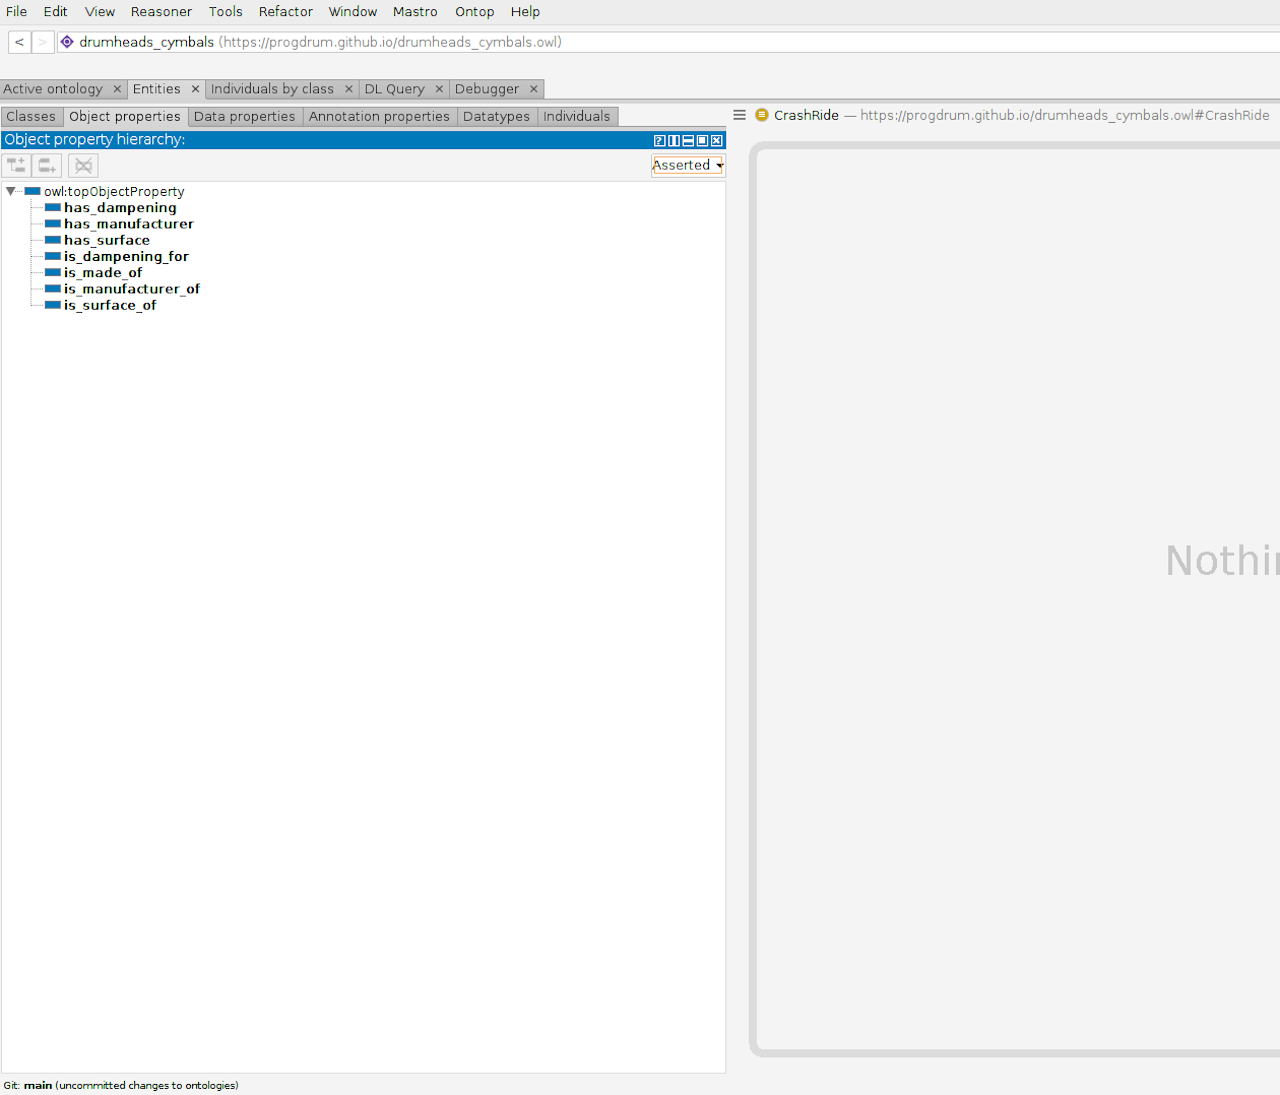 File Edit View Reasoner Tools Refactor Window Mastro Ontop Help
< > drumheads_cymbals (https://progdrum.github.io/drumheads_cymbals.owl)
Active ontology × Entities × Individuals by class × DL Query × Debugger ×
Classes Object properties Data properties Annotation properties Datatypes Individuals
CrashRide — https://progdrum.github.io/drumheads_cymbals.owl#CrashRide
Object property hierarchy:
Asserted
owl:topObjectProperty
has_dampening
has_manufacturer
has_surface
is_dampening_for
is_made_of
is_manufacturer_of
is_surface_of
Git: main (uncommitted changes to ontologies)